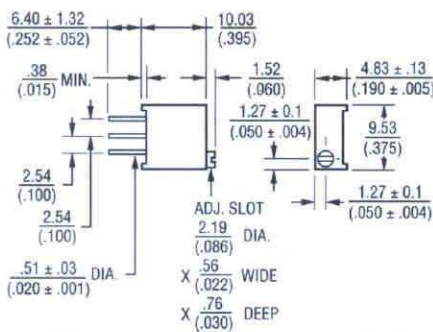 6.40 ± 1.32
(.252 ± .052)
10.03
(.395)
.38
(.015) MIN.
1.52
(.060)
4.83 ± .13
(.190 ± .005)
1.27 ± 0.1
(.050 ± .004)
9.53
(.375)
2.54
(.100)
2.54
(.100)
1.27 ± 0.1
(.050 ± .004)
.51 ± .03
(.020 ± .001) DIA.
ADJ. SLOT
2.19
(.086) DIA.
X .56
(.022) WIDE
X .76
(.030) DEEP